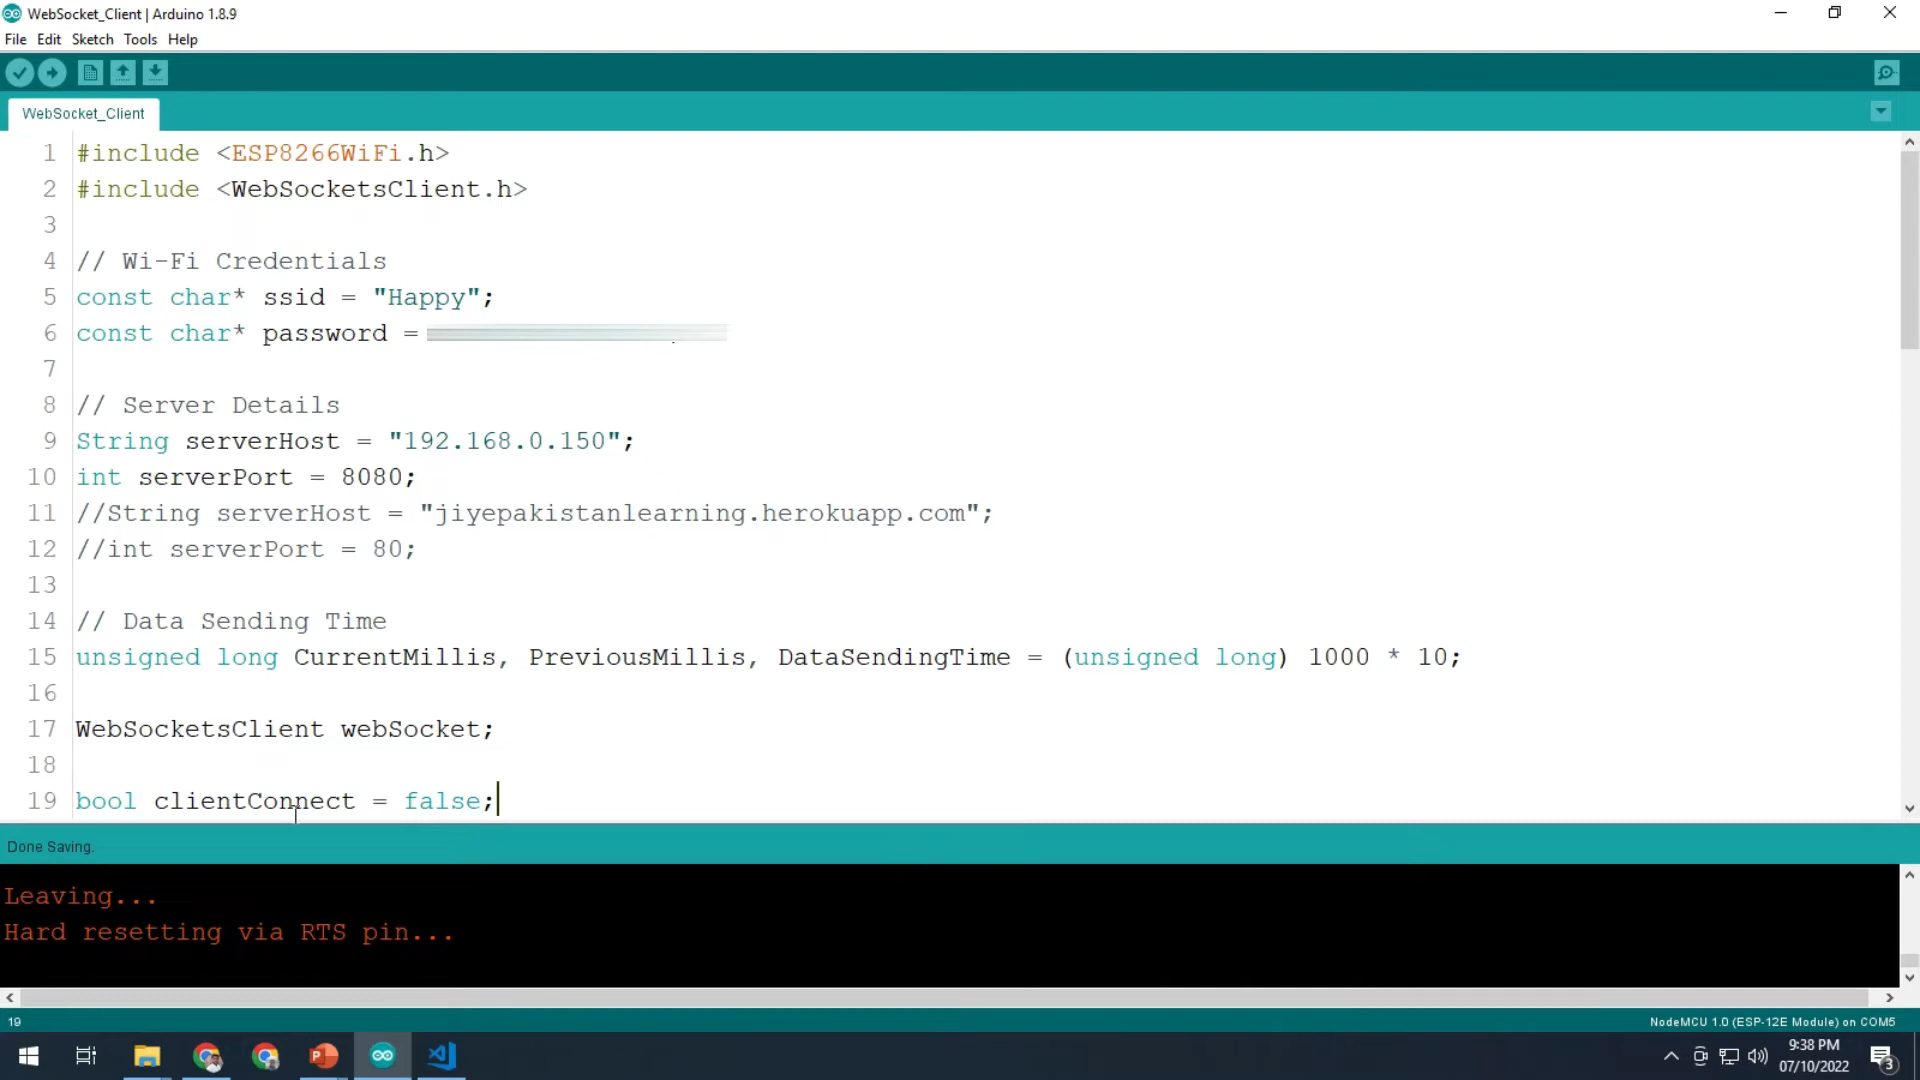 WebSocket_Client | Arduino 1.8.9
File Edit Sketch Tools Help
WebSocket_Client
1 #include <ESP8266WiFi.h>
2 #include <WebSocketsClient.h>
3
4 // Wi-Fi Credentials
5 const char* ssid = "Happy";
6 const char* password =
7
8 // Server Details
9 String serverHost = "192.168.0.150";
10 int serverPort = 8080;
11 //String serverHost = "jiyepakistanlearning.herokuapp.com";
12 //int serverPort = 80;
13
14 // Data Sending Time
15 unsigned long CurrentMillis, PreviousMillis, DataSendingTime = (unsigned long) 1000 * 10;
16
17 WebSocketsClient webSocket;
18
19 bool clientConnect = false;
Done Saving.
Leaving...
Hard resetting via RTS pin...
19
NodeMCU 1.0 (ESP-12E Module) on COM5
9:38 PM
07/10/2022
3